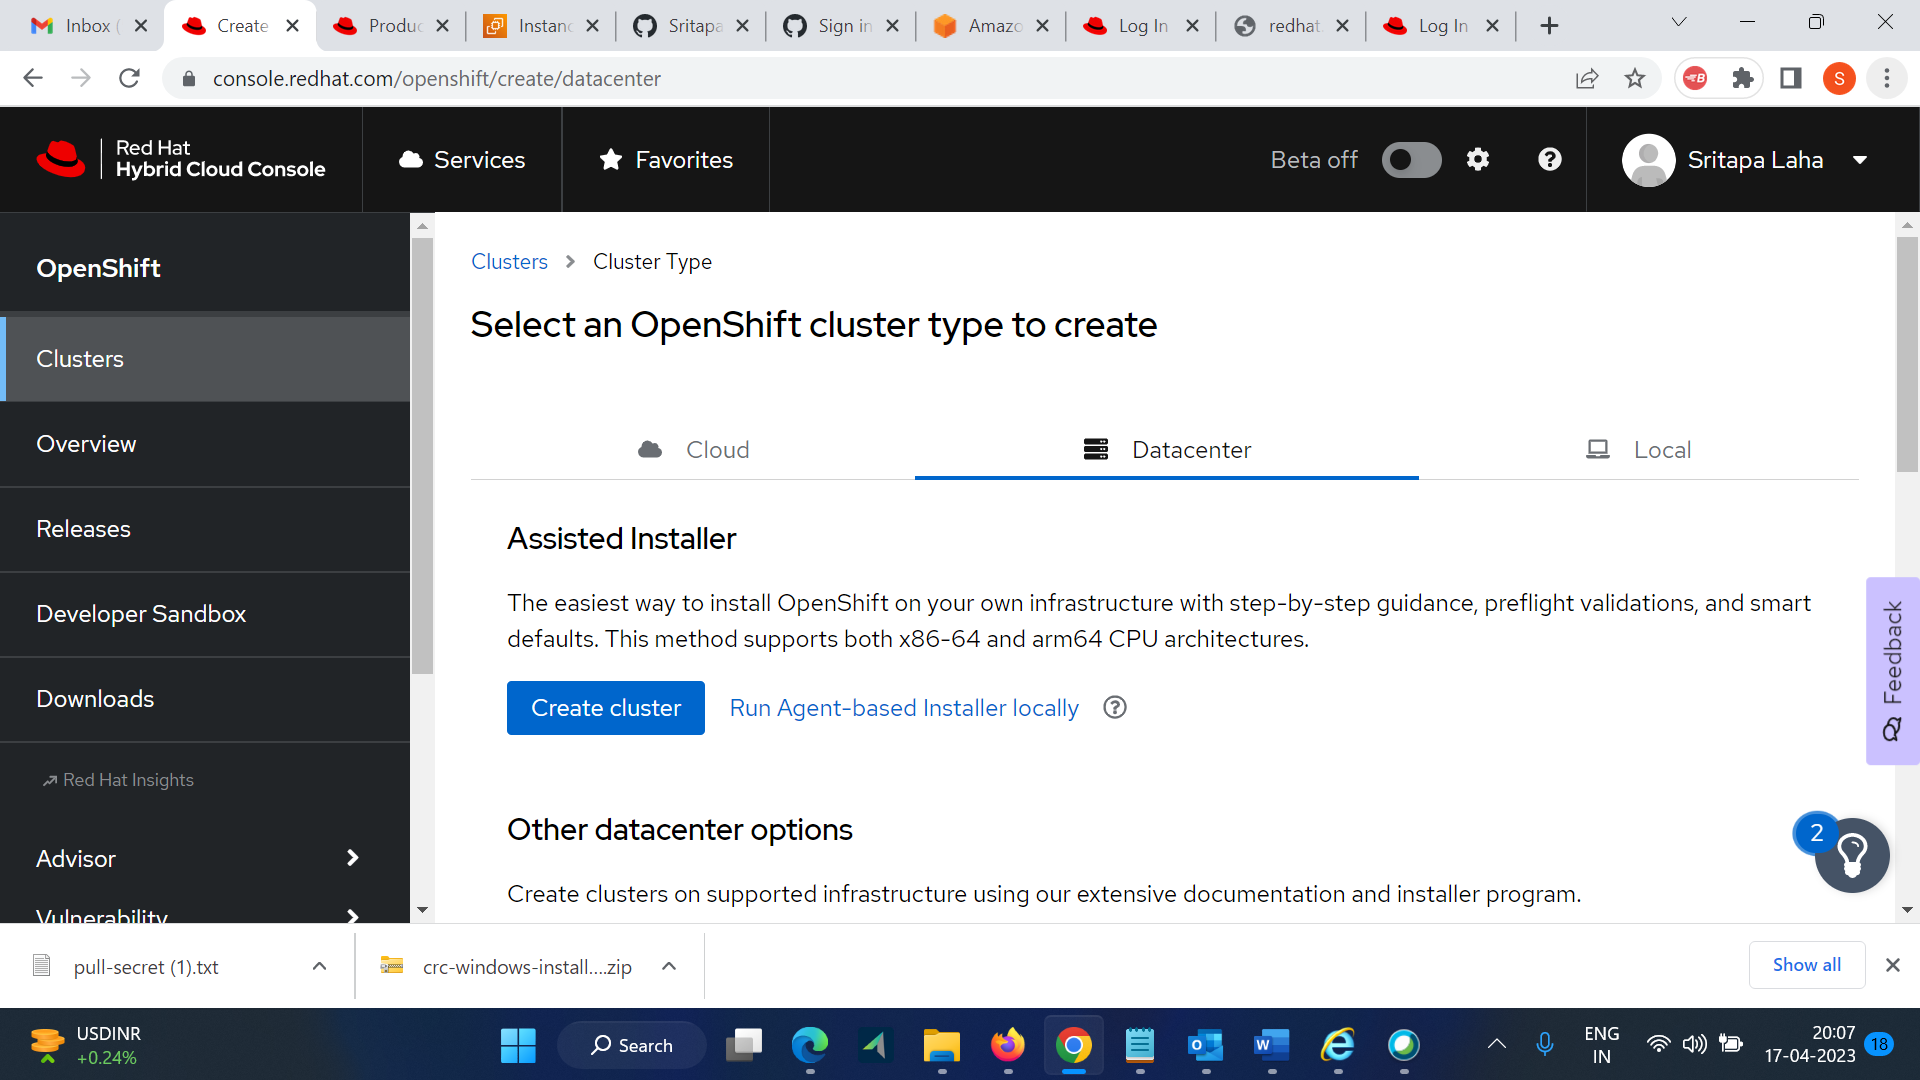 Inbox (
Create
Produc
Instanc
Sritapa
Sign in
Amazo
Log In
redhat.
Log In
console.redhat.com/openshift/create/datacenter
B
S
Red Hat
Hybrid Cloud Console
Services
Favorites
Beta off
Sritapa Laha
OpenShift
Clusters
Overview
Releases
Developer Sandbox
Downloads
Red Hat Insights
Advisor
Vulnerability
Clusters
Cluster Type
Select an OpenShift cluster type to create
Cloud
Datacenter
Local
Assisted Installer
The easiest way to install OpenShift on your own infrastructure with step-by-step guidance, preflight validations, and smart
defaults. This method supports both x86-64 and arm64 CPU architectures.
Create cluster
Run Agent-based Installer locally
Other datacenter options
Create clusters on supported infrastructure using our extensive documentation and installer program.
Feedback
2
pull-secret (1).txt
crc-windows-install....zip
Show all
USDINR
+0.24%
Search
ENG
IN
20:07
17-04-2023
18